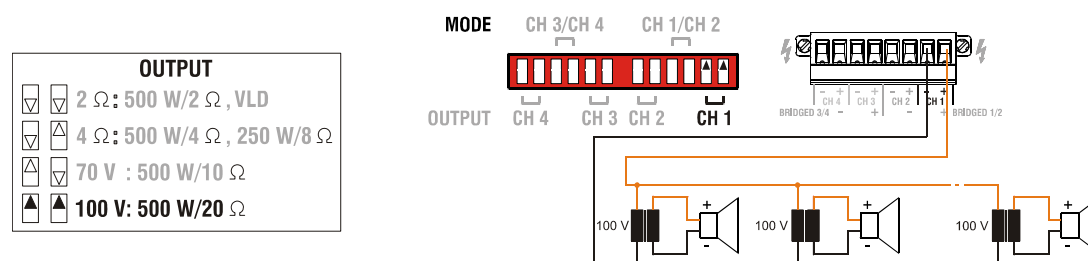 OUTPUT
2 Ω: 500 W/2 Ω, VLD
4 Ω: 500 W/4 Ω, 250 W/8 Ω
70 V : 500 W/10 Ω
100 V: 500 W/20 Ω
MODE CH 3/CH 4 CH 1/CH 2
OUTPUT CH 4 CH 3 CH 2 CH 1
- + - + - + - +
CH 4 CH 3 CH 2 CH 1
BRIDGED 3/4 - + - + BRIDGED 1/2
100 V + -
100 V + -
100 V + -